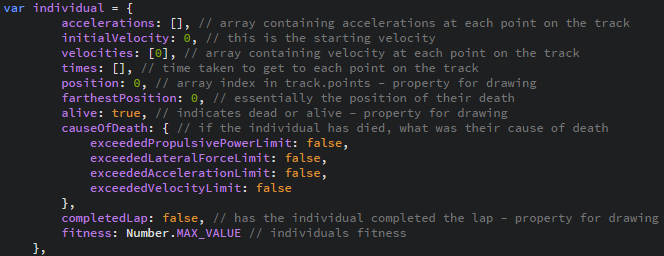 var individual = {
accelerations: [], // array containing accelerations at each point on the track
initialVelocity: 0, // this is the starting velocity
velocities: [0], // array containing velocity at each point on the track
times: [], // time taken to get to each point on the track
position: 0, // array index in track.points – property for drawing
farthestPosition: 0, // essentially the position of their death
alive: true, // indicates dead or alive – property for drawing
causeOfDeath: { // if the individual has died, what was their cause of death
exceededPropulsivePowerLimit: false,
exceededLateralForceLimit: false,
exceededAccelerationLimit: false,
exceededVelocityLimit: false
},
completedLap: false, // has the individual completed the lap – property for drawing
fitness: Number.MAX_VALUE // individuals fitness
},